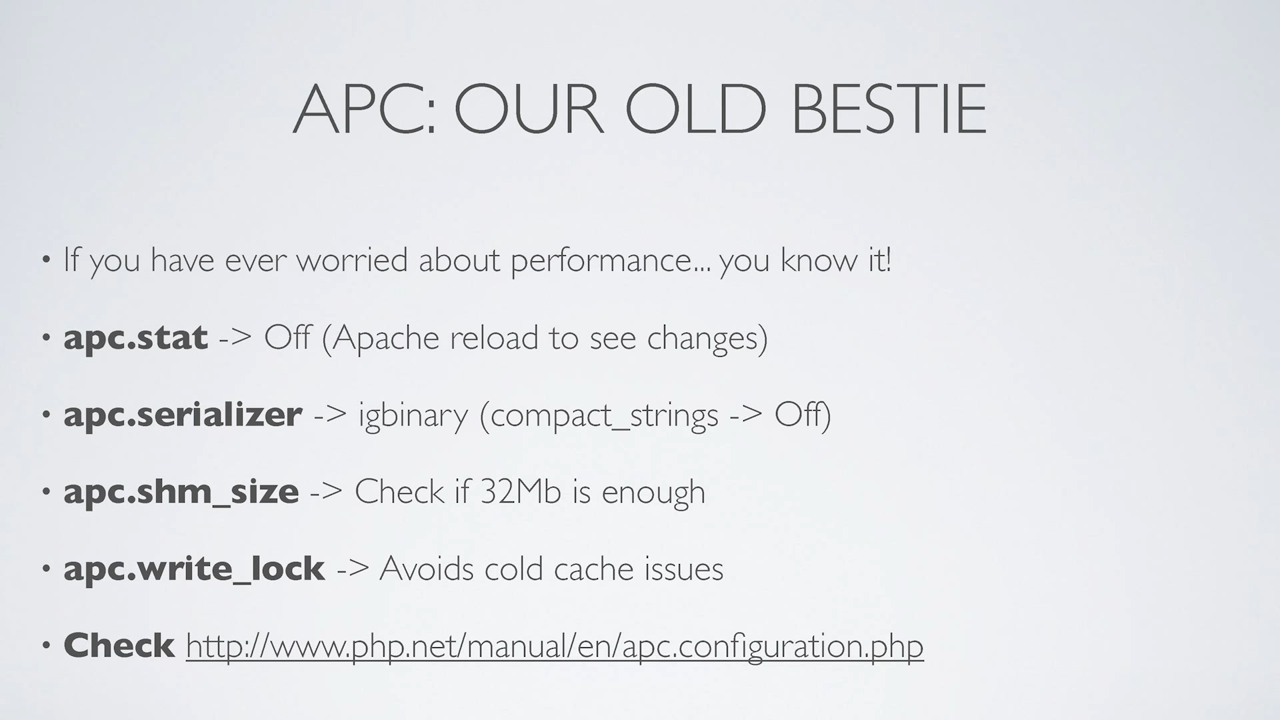 APC: OUR OLD BESTIE
• If you have ever worried about performance... you know it!
• apc.stat -> Off (Apache reload to see changes)
• apc.serializer -> igbinary (compact_strings -> Off)
• apc.shm_size -> Check if 32Mb is enough
• apc.write_lock -> Avoids cold cache issues
• Check http://www.php.net/manual/en/apc.configuration.php